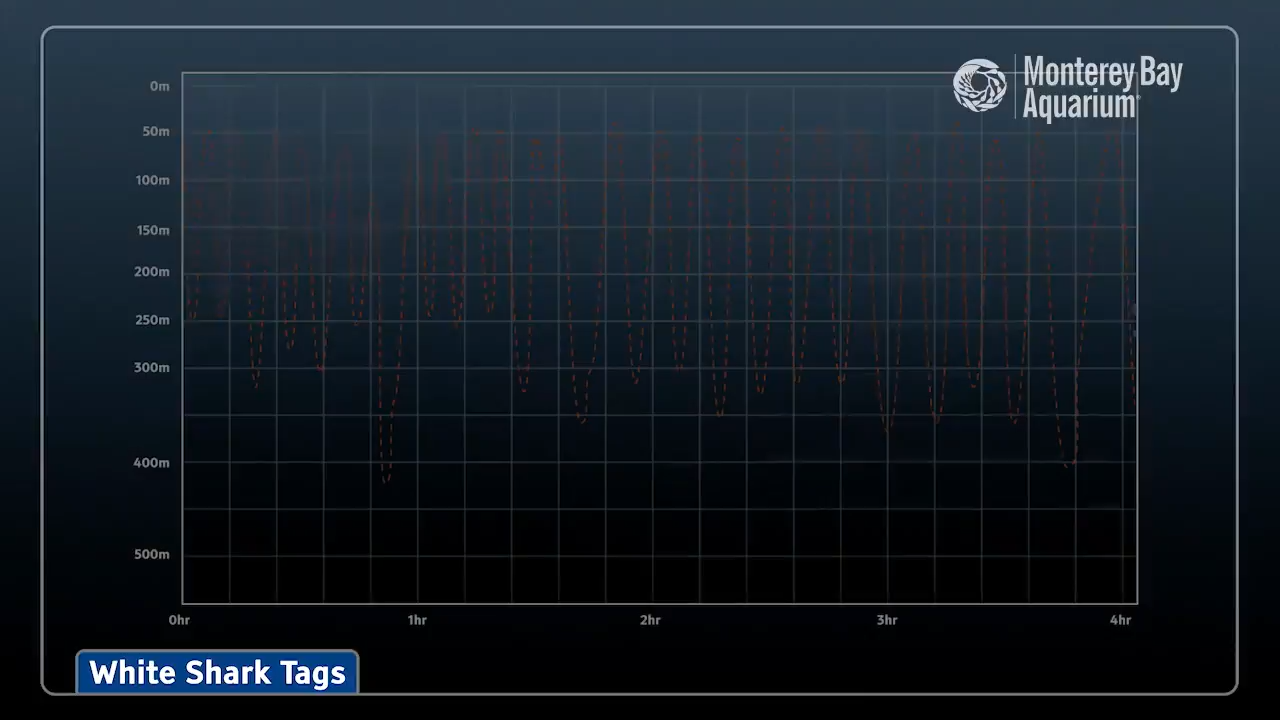 Monterey Bay
Aquarium
0m
50m
100m
150m
200m
250m
300m
400m
500m
0hr 1hr 2hr 3hr 4hr
White Shark Tags